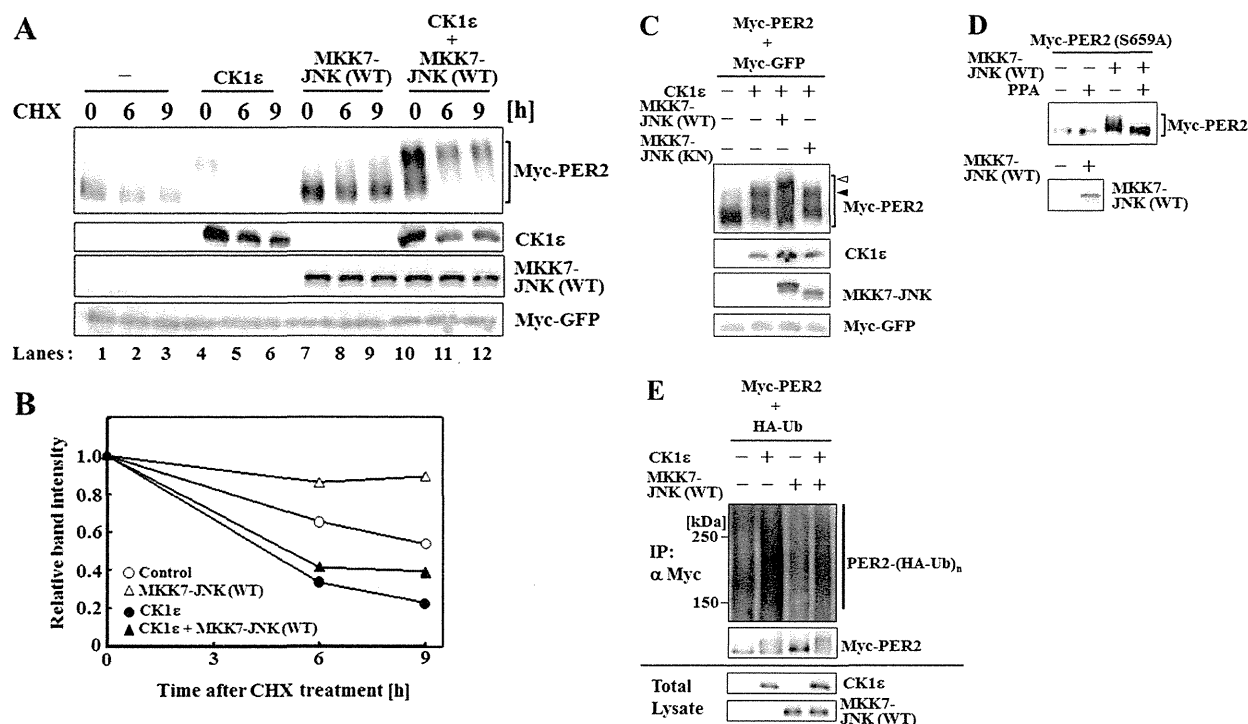 A
CK1ε
+
MKK7-
JNK (WT)
MKK7-
JNK (WT)
CK1ε
–
CHX 0 6 9 0 6 9 0 6 9 0 6 9 [h]
Myc-PER2
CK1ε
MKK7-
JNK (WT)
Myc-GFP
Lanes : 1 2 3 4 5 6 7 8 9 10 11 12
B
Relative band intensity
1.0
0.8
0.6
0.4
0.2
0
0 3 6 9
Control
MKK7-JNK (WT)
CK1ε
CK1ε + MKK7-JNK (WT)
Time after CHX treatment [h]
C
Myc-PER2
+
Myc-GFP
CK1ε – + + +
MKK7-
JNK (WT) – – + –
MKK7-
JNK (KN) – – – +
Myc-PER2
CK1ε
MKK7-JNK
Myc-GFP
D
Myc-PER2 (S659A)
MKK7-
JNK (WT) – – + +
PPA – + – +
Myc-PER2
MKK7-
JNK (WT) – +
MKK7-
JNK (WT)
E
Myc-PER2
+
HA-Ub
CK1ε – + – +
MKK7-
JNK (WT) – – + +
[kDa]
250
IP:
α Myc
150
PER2-(HA-Ub)n
Myc-PER2
Total
Lysate
CK1ε
MKK7-
JNK (WT)